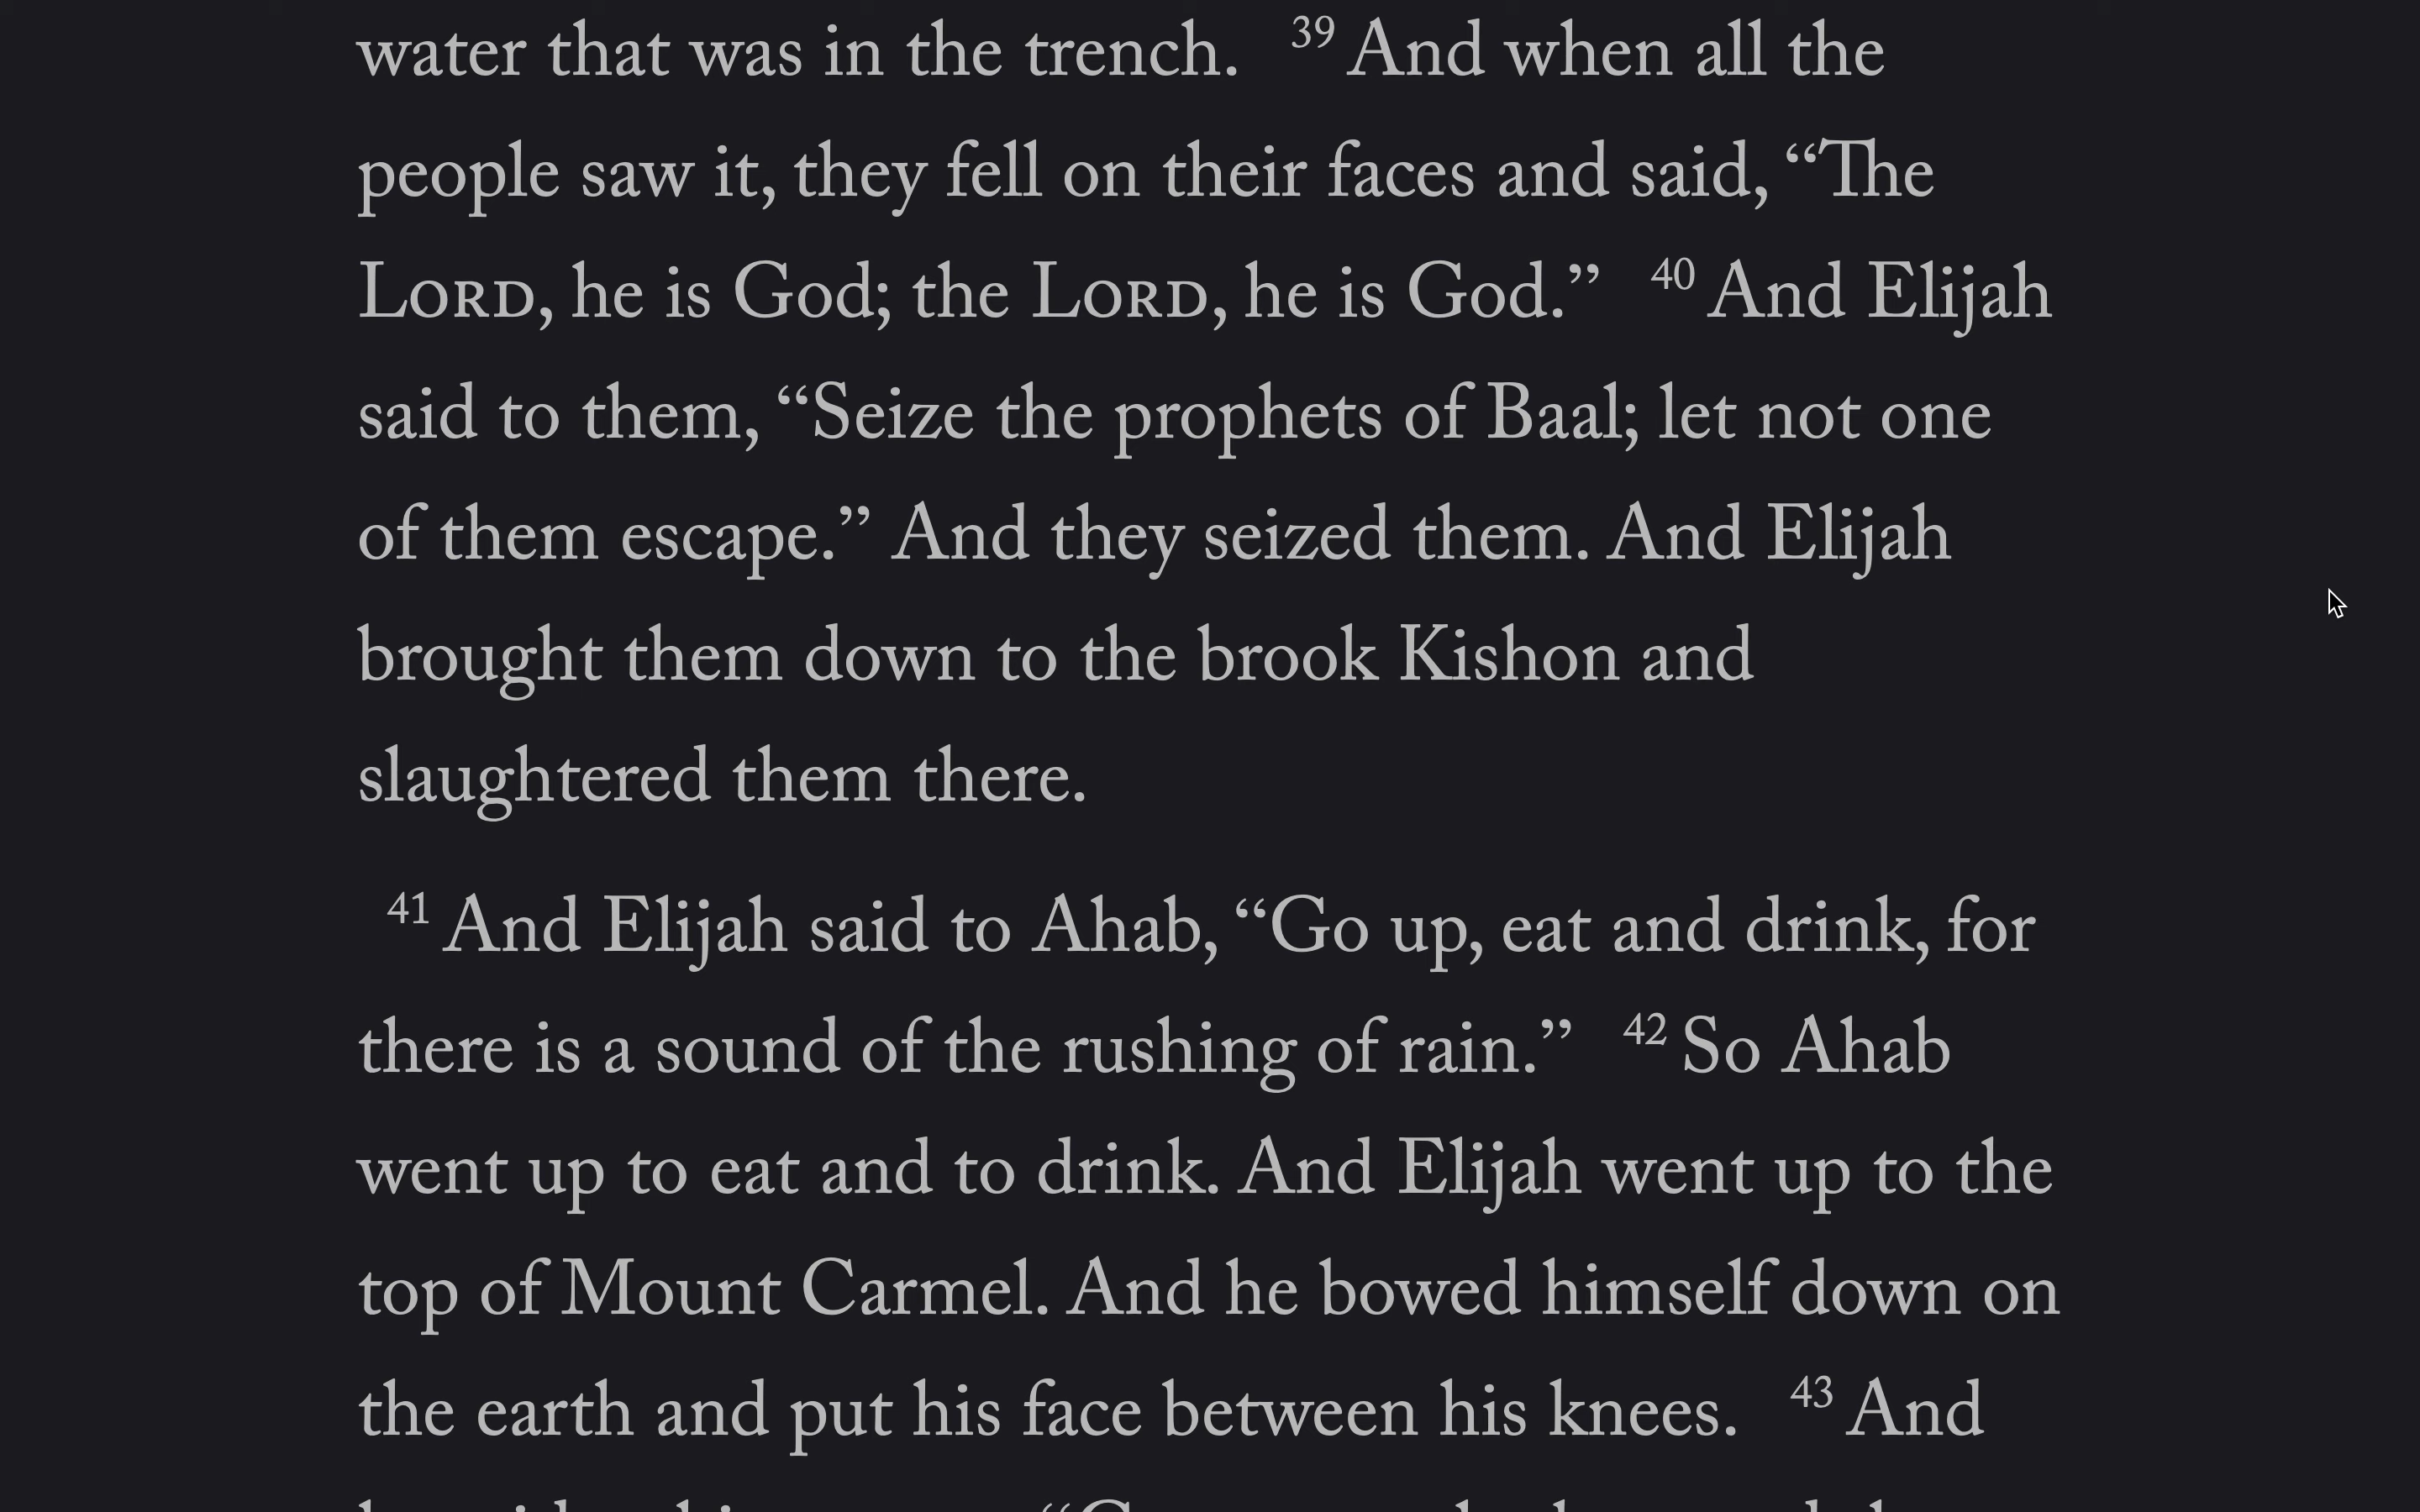 water that was in the trench. 39 And when all the
people saw it, they fell on their faces and said, “The
LORD, he is God; the LORD, he is God.” 40 And Elijah
said to them, “Seize the prophets of Baal; let not one
of them escape.” And they seized them. And Elijah
brought them down to the brook Kishon and
slaughtered them there.
41 And Elijah said to Ahab, “Go up, eat and drink, for
there is a sound of the rushing of rain.” 42 So Ahab
went up to eat and to drink. And Elijah went up to the
top of Mount Carmel. And he bowed himself down on
the earth and put his face between his knees. 43 And